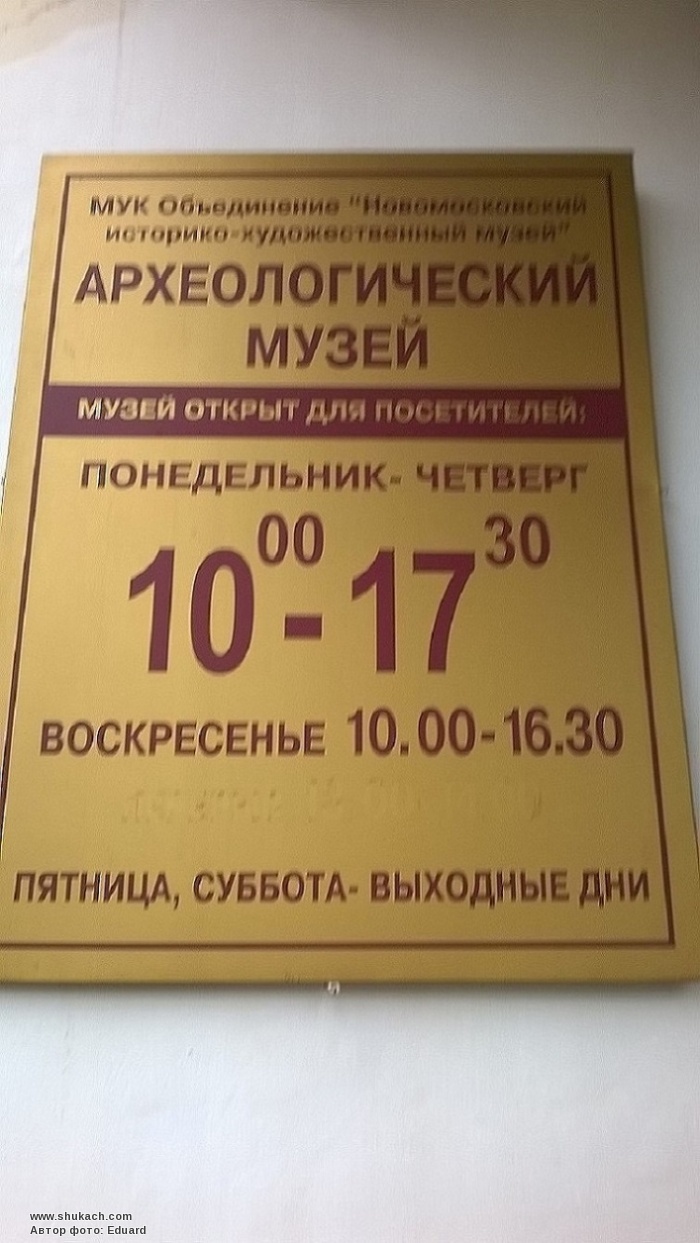 МУК Объединение "Новомосковский
историко-художественный музей"
АРХЕОЛОГИЧЕСКИЙ
МУЗЕЙ
МУЗЕЙ ОТКРЫТ ДЛЯ ПОСЕТИТЕЛЕЙ:
ПОНЕДЕЛЬНИК- ЧЕТВЕРГ
10 00 - 17 30
ВОСКРЕСЕНЬЕ 10.00-16.30
ПЯТНИЦА, СУББОТА- ВЫХОДНЫЕ ДНИ
www.shukach.com
Автор фото: Eduard